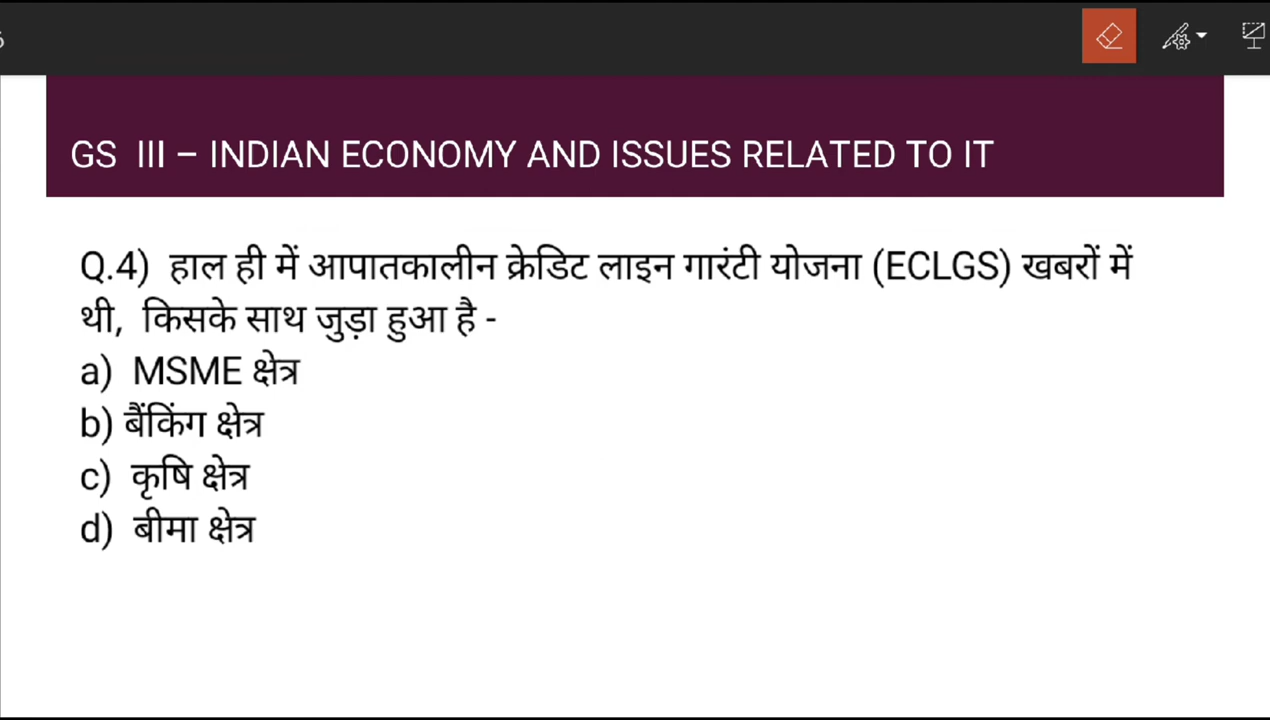 GS III – INDIAN ECONOMY AND ISSUES RELATED TO IT
Q.4) हाल ही में आपातकालीन क्रेडिट लाइन गारंटी योजना (ECLGS) खबरों में
थी, किसके साथ जुड़ा हुआ है -
a) MSME क्षेत्र
b) बैंकिंग क्षेत्र
c) कृषि क्षेत्र
d) बीमा क्षेत्र